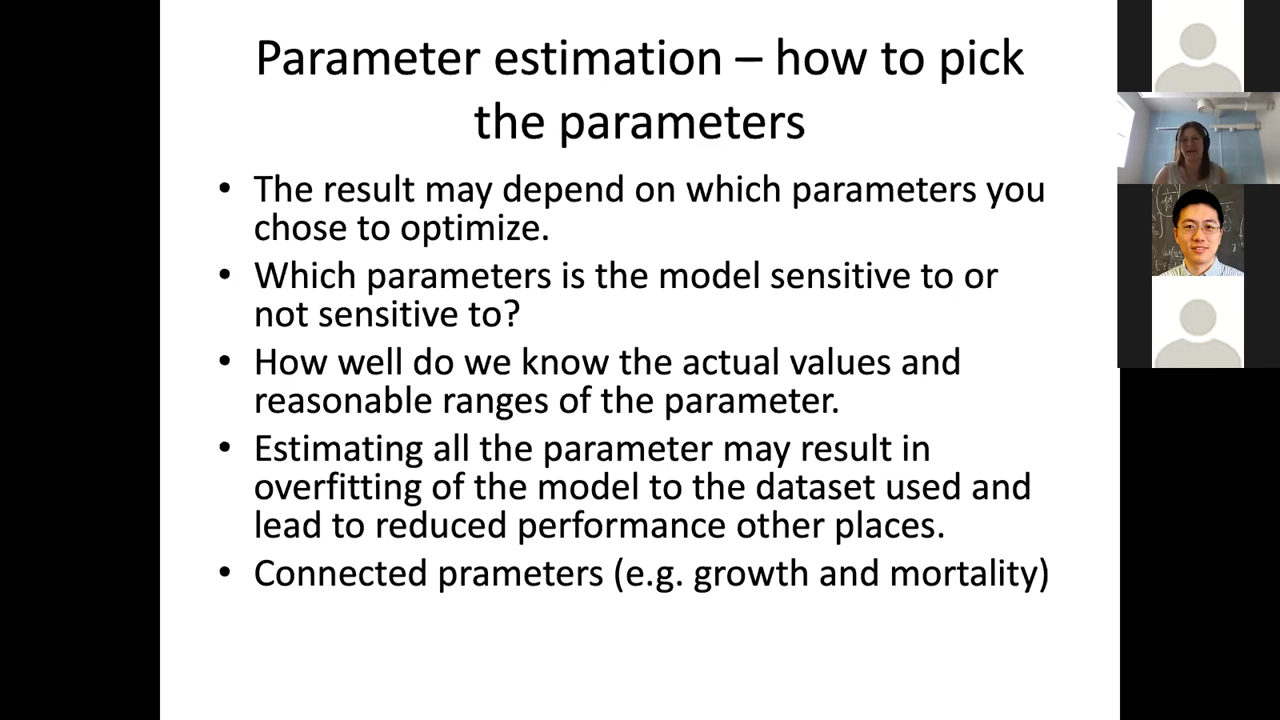 Parameter estimation – how to pick
the parameters
• The result may depend on which parameters you
chose to optimize.
• Which parameters is the model sensitive to or
not sensitive to?
• How well do we know the actual values and
reasonable ranges of the parameter.
• Estimating all the parameter may result in
overfitting of the model to the dataset used and
lead to reduced performance other places.
• Connected prameters (e.g. growth and mortality)